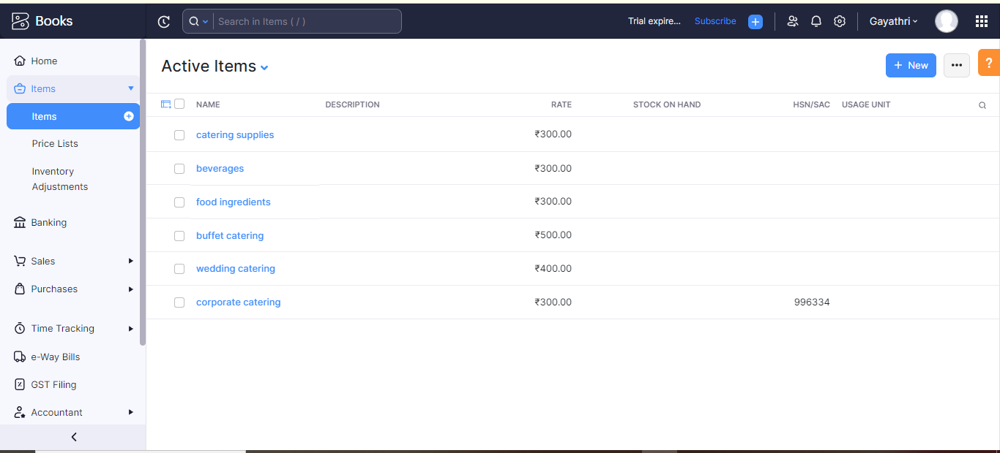 Books
Search in Items ( / )
Trial expire... Subscribe
Gayathri
Home
Items
Items
Price Lists
Inventory
Adjustments
Banking
Sales
Purchases
Time Tracking
e-Way Bills
GST Filing
Accountant
Active Items
+ New
?
NAME DESCRIPTION RATE STOCK ON HAND HSN/SAC USAGE UNIT
catering supplies ₹300.00
beverages ₹300.00
food ingredients ₹300.00
buffet catering ₹500.00
wedding catering ₹400.00
corporate catering ₹300.00 996334